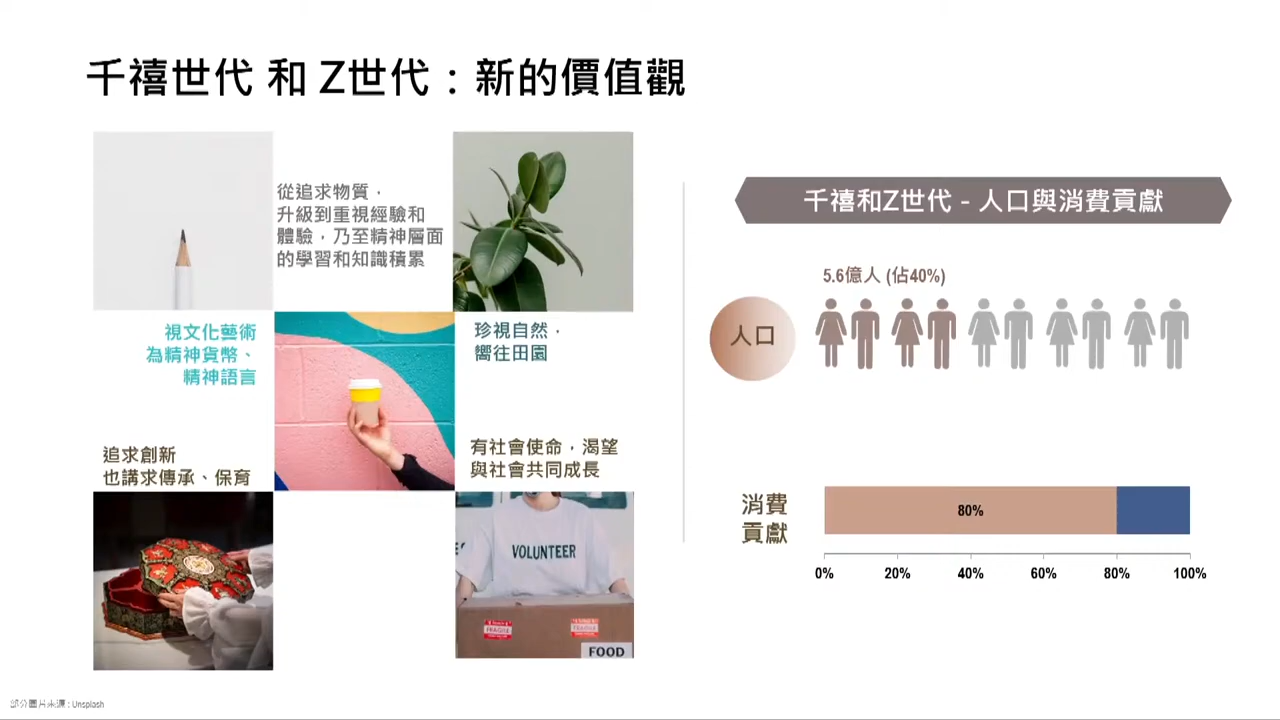 千禧世代 和 Z世代：新的價值觀
從追求物質，
升級到重視經驗和
體驗，乃至精神層面
的學習和知識積累
視文化藝術
為精神貨幣、
精神語言
珍視自然，
嚮往田園
追求創新
也講求傳承、保育
有社會使命，渴望
與社會共同成長
VOLUNTEER
FRAGILE
FRAGILE
FOOD
千禧和Z世代 - 人口與消費貢獻
5.6億人 (佔40%)
人口
消費
貢獻
80%
0% 20% 40% 60% 80% 100%
部分圖片來源 : Unsplash